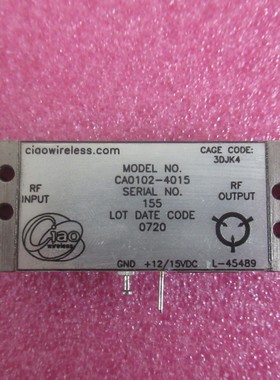 ciaowireless.com
CAGE CODE:
3DJK4
MODEL NO.
CA0102-4015
SERIAL NO.
155
LOT DATE CODE
0720
RF
INPUT
RF
OUTPUT
Ciao
WIRELESS
GND +12/15VDC L-45489